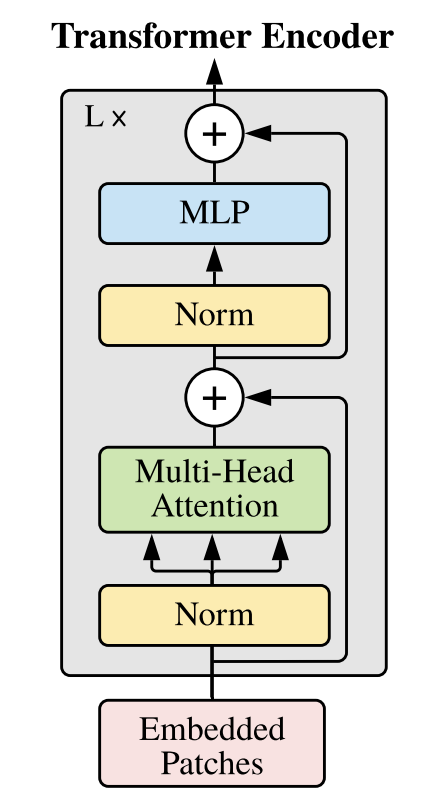 Transformer Encoder
L ×
+
MLP
Norm
+
Multi-Head
Attention
Norm
Embedded
Patches